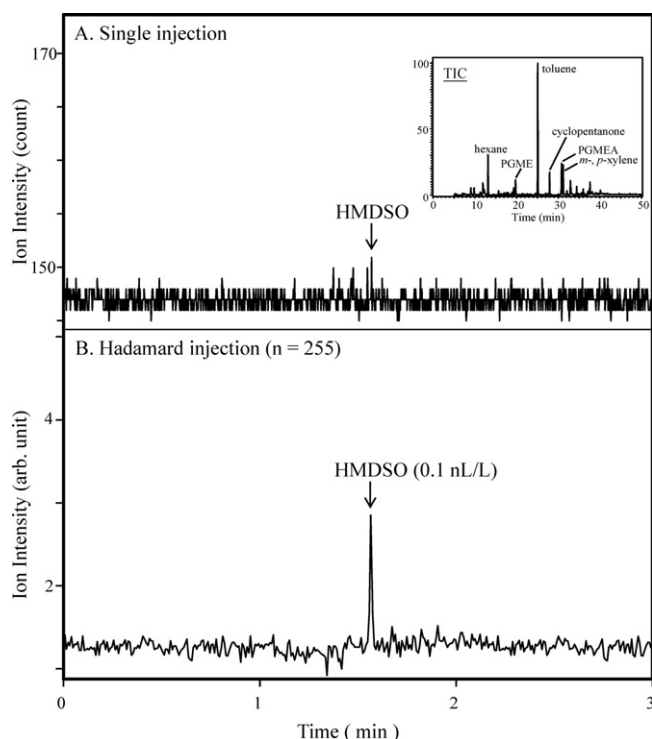 A. Single injection
170
150
Ion Intensity (count)
HMDSO
TIC
100
50
0
toluene
hexane
PGME
cyclopentanone
PGMEA
m-, p-xylene
0 10 20 30 40 50
Time (min)
B. Hadamard injection (n = 255)
4
2
Ion Intensity (arb. unit)
HMDSO (0.1 nL/L)
0 1 2 3
Time ( min )